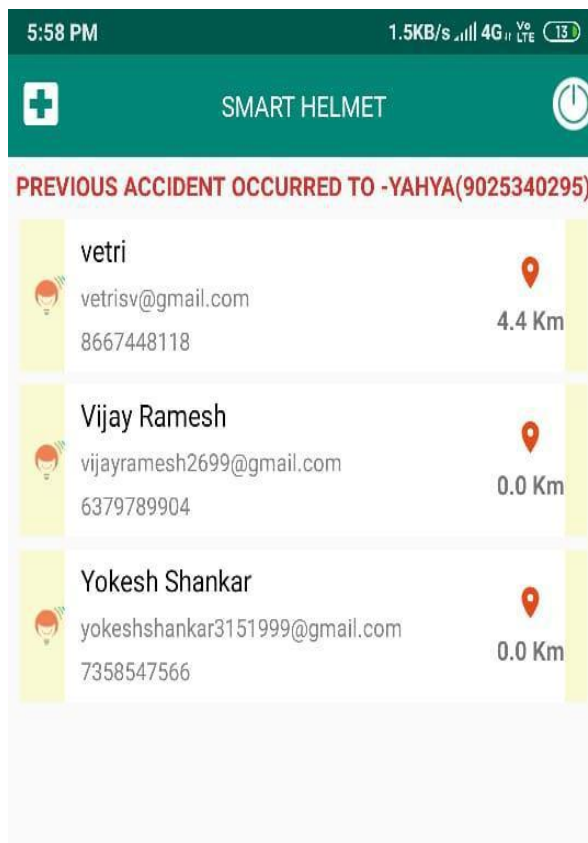 5:58 PM 1.5KB/s 4G Vo LTE 13
SMART HELMET
PREVIOUS ACCIDENT OCCURRED TO -YAHYA(9025340295)
vetri
vetrisv@gmail.com
8667448118
4.4 Km
Vijay Ramesh
vijayramesh2699@gmail.com
6379789904
0.0 Km
Yokesh Shankar
yokeshshankar3151999@gmail.com
7358547566
0.0 Km